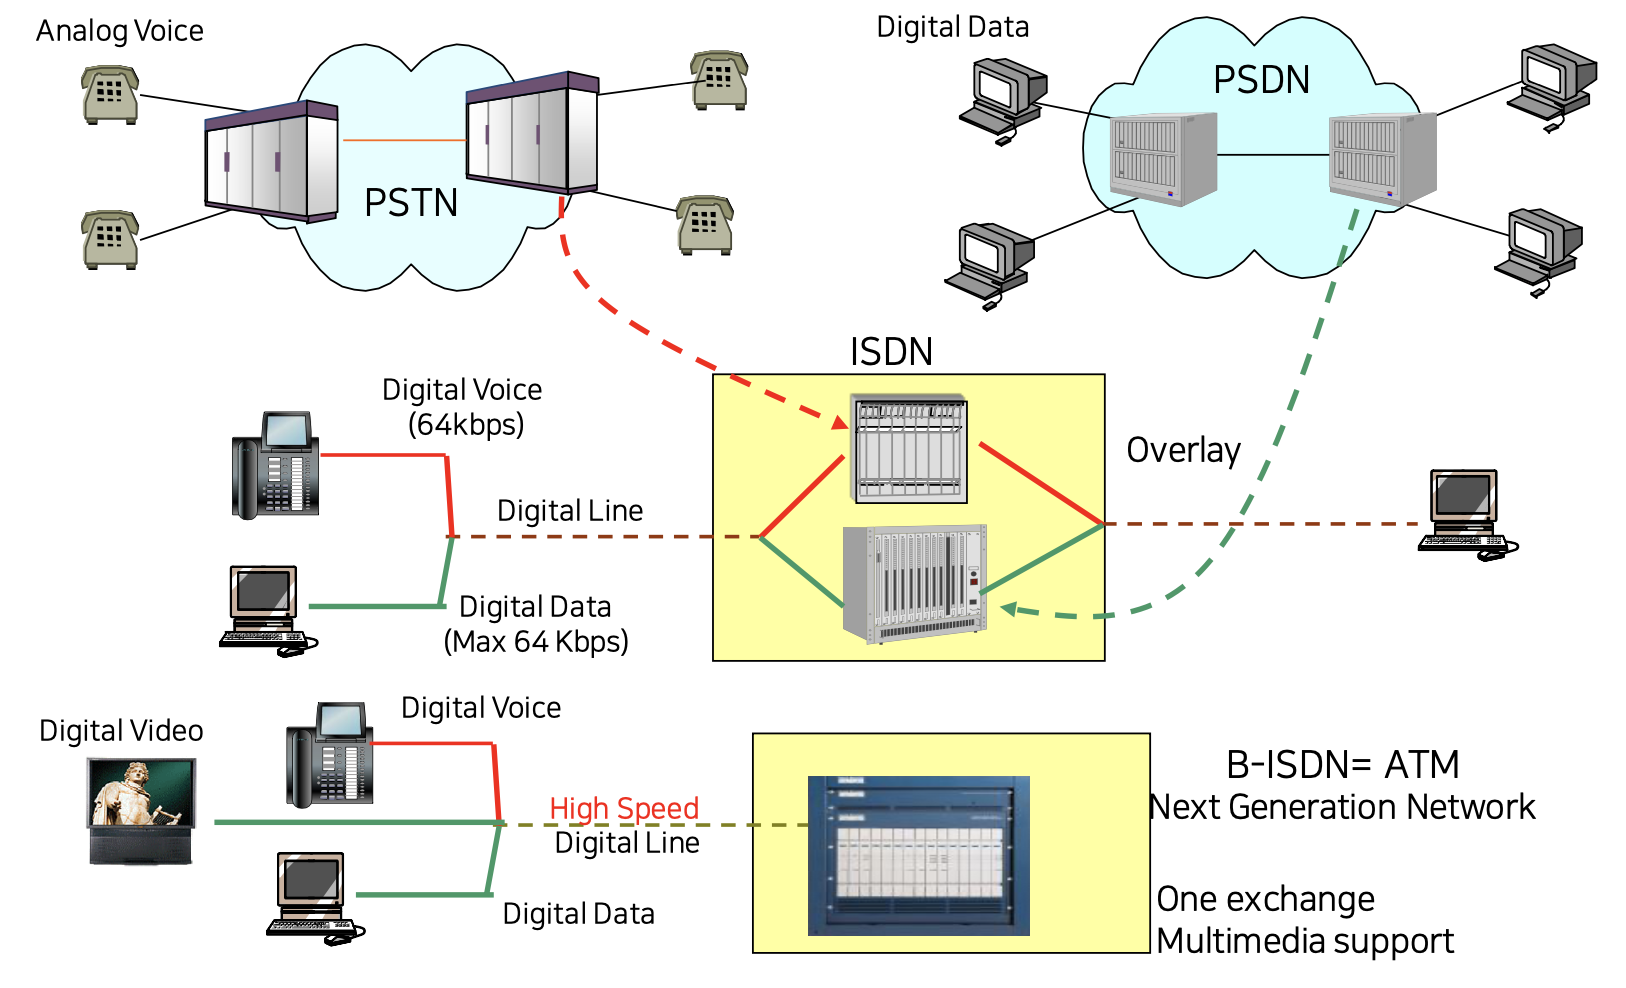 Analog Voice
Digital Data
PSTN
PSDN
ISDN
Digital Voice
(64kbps)
Digital Line
Overlay
Digital Data
(Max 64 Kbps)
Digital Video
Digital Voice
High Speed
Digital Line
Digital Data
B-ISDN= ATM
Next Generation Network
One exchange
Multimedia support